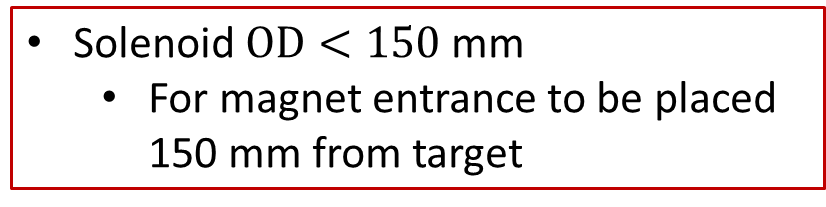 • Solenoid OD < 150 mm
• For magnet entrance to be placed
150 mm from target